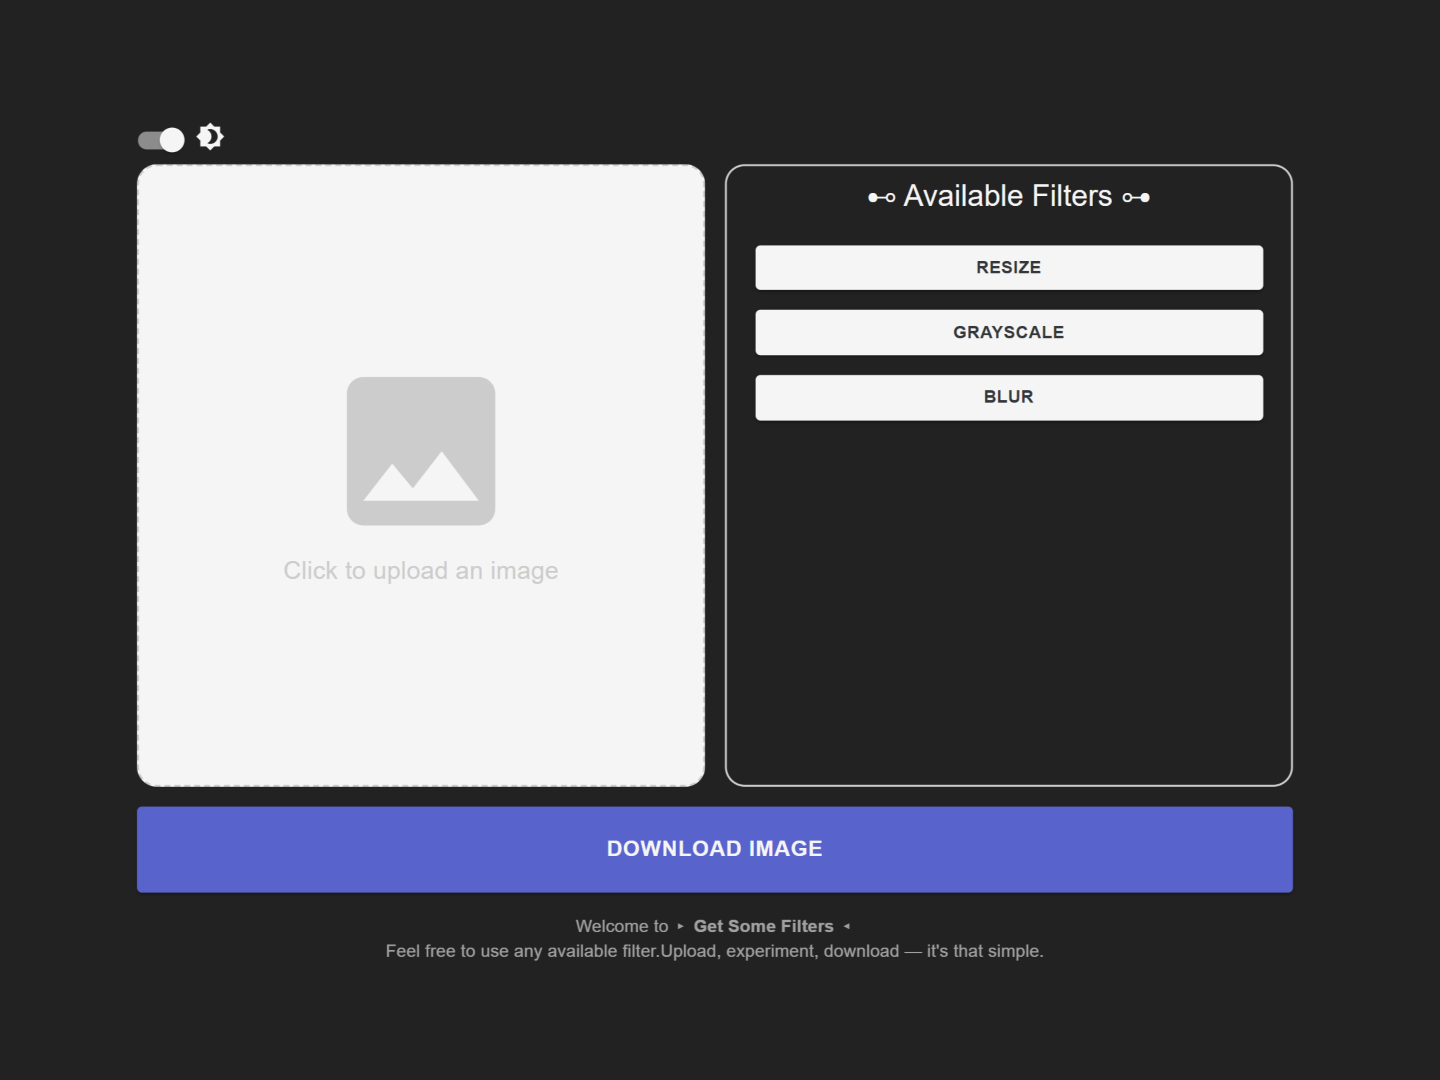 ⊷ Available Filters ⊶
RESIZE
GRAYSCALE
BLUR
Click to upload an image
DOWNLOAD IMAGE
Welcome to ‣ Get Some Filters ◂
Feel free to use any available filter.Upload, experiment, download — it's that simple.